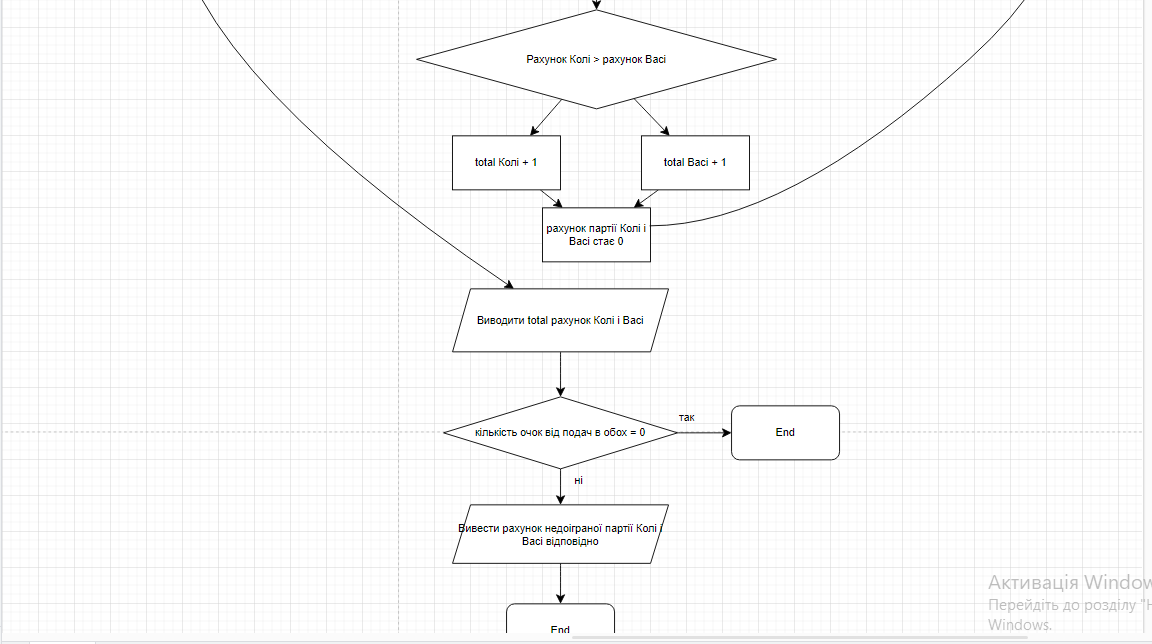 Рахунок Колі > рахунок Васі
total Колі + 1
total Васі + 1
рахунок партії Колі і
Васі стає 0
Виводити total рахунок Колі і Васі
кількість очок від подач в обох = 0
так
End
ні
Вивести рахунок недоіграної партії Колі і
Васі відповідно
End
Активація Window
Перейдіть до розділу "Н
Windows.